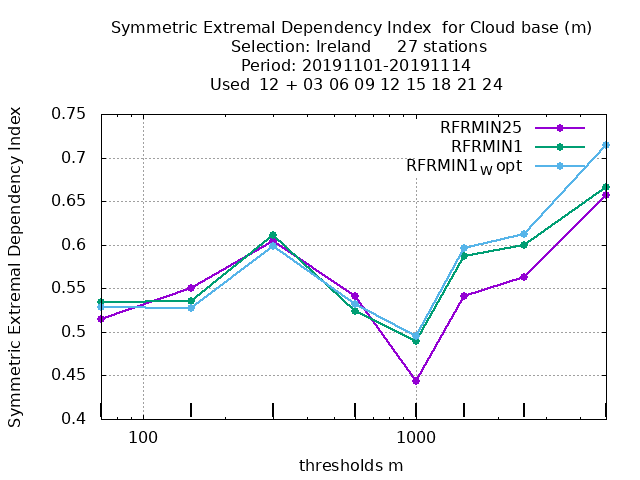 Symmetric Extremal Dependency Index  for Cloud base (m)
Selection: Ireland     27 stations
Period: 20191101-20191114
Used  12 + 03 06 09 12 15 18 21 24
Symmetric Extremal Dependency Index
0.75
0.7
0.65
0.6
0.55
0.5
0.45
0.4
RFRMIN25
RFRMIN1
RFRMIN1_W opt
100
1000
thresholds m